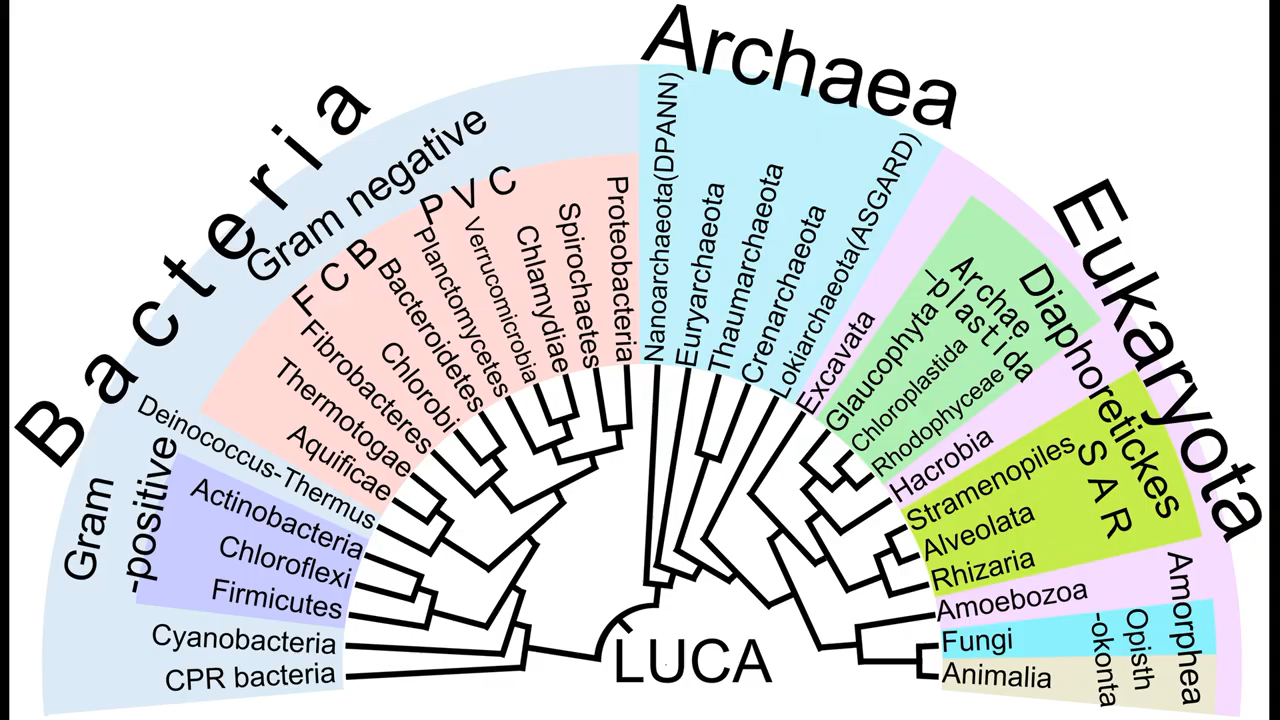 Bacteria
Archaea
Eukaryota
Gram negative
Gram
-positive
F C B
P V C
CPR bacteria
Cyanobacteria
Firmicutes
Chloroflexi
Actinobacteria
Deinococcus-Thermus
Aquificae
Thermotogae
Fibrobacteres
Chlorobi
Bacteroidetes
Planctomycetes
Verrucomicrobia
Chlamydiae
Spirochaetes
Proteobacteria
Nanoarchaeota(DPANN)
Euryarchaeota
Thaumarchaeota
Crenarchaeota
Lokiarchaeota(ASGARD)
Excavata
Archae
-plastida
Diaphoretickes
Glaucophyta
Chloroplastida
Rhodophyceae
Hacrobia
Stramenopiles
S A R
Alveolata
Rhizaria
Amorphea
Amoebozoa
Opisth
-okonta
Fungi
Animalia
LUCA